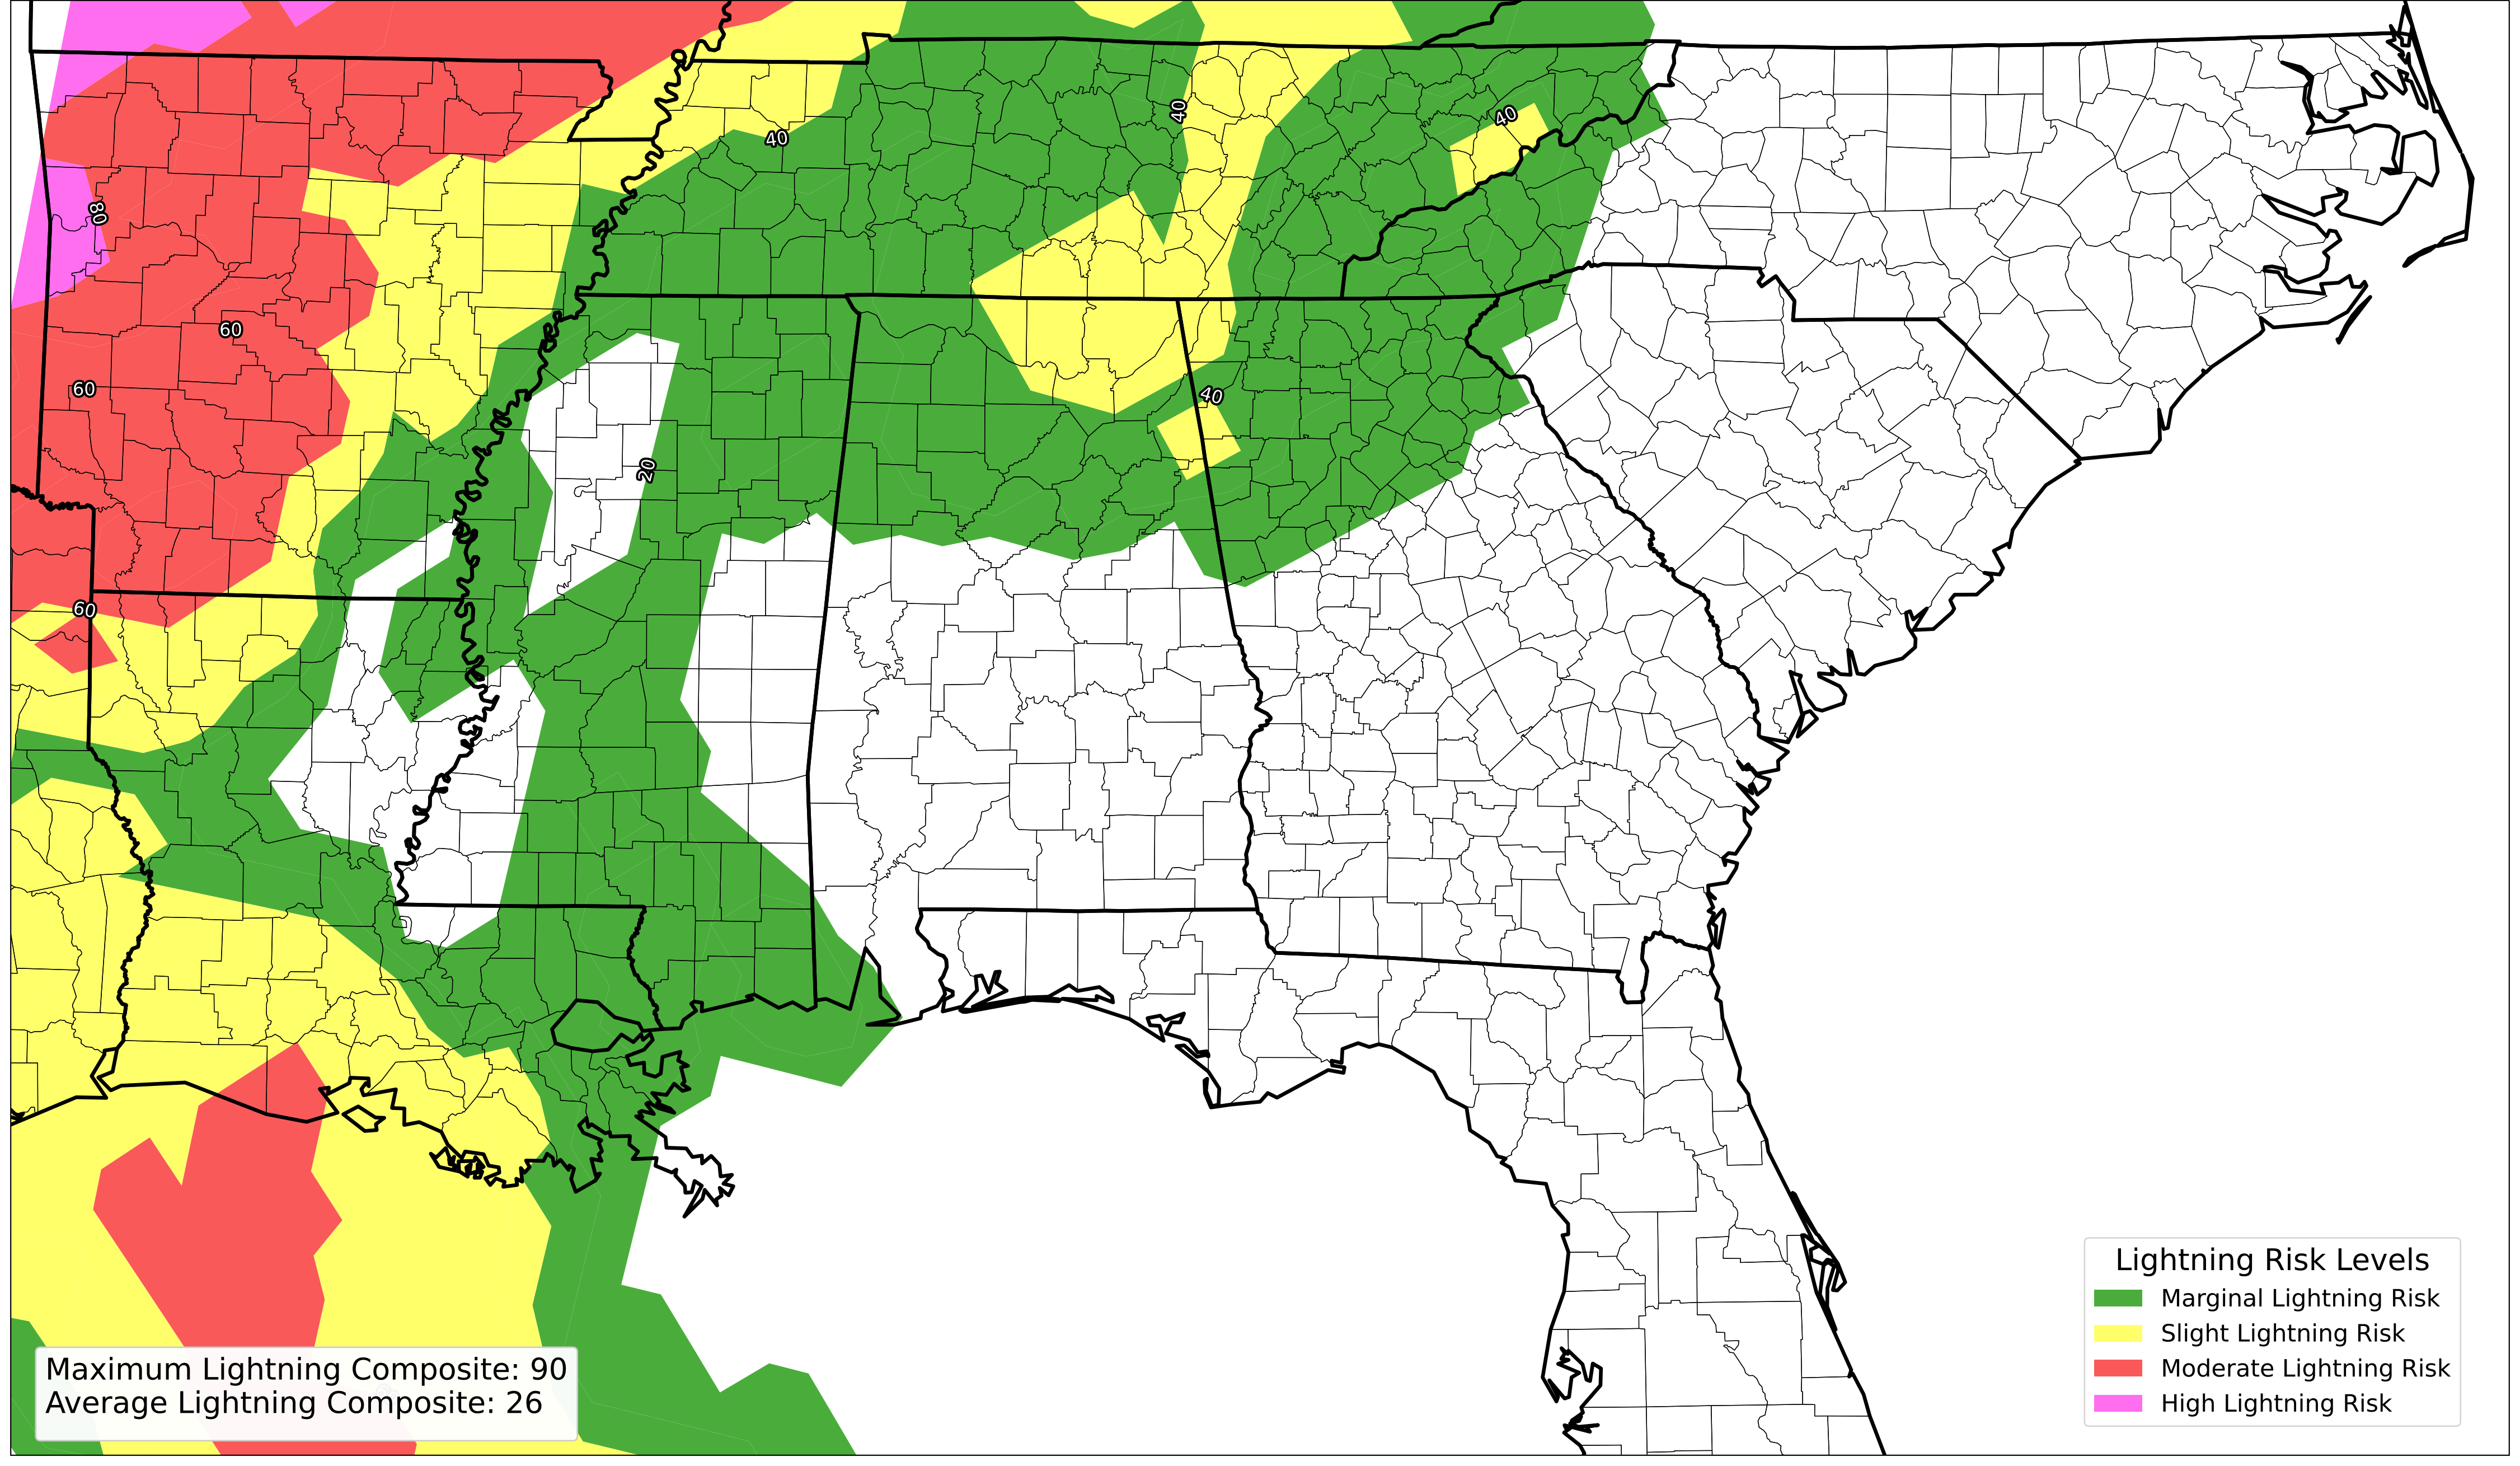 40
40
40
80
60
60
40
20
60
Maximum Lightning Composite: 90
Average Lightning Composite: 26
Lightning Risk Levels
Marginal Lightning Risk
Slight Lightning Risk
Moderate Lightning Risk
High Lightning Risk